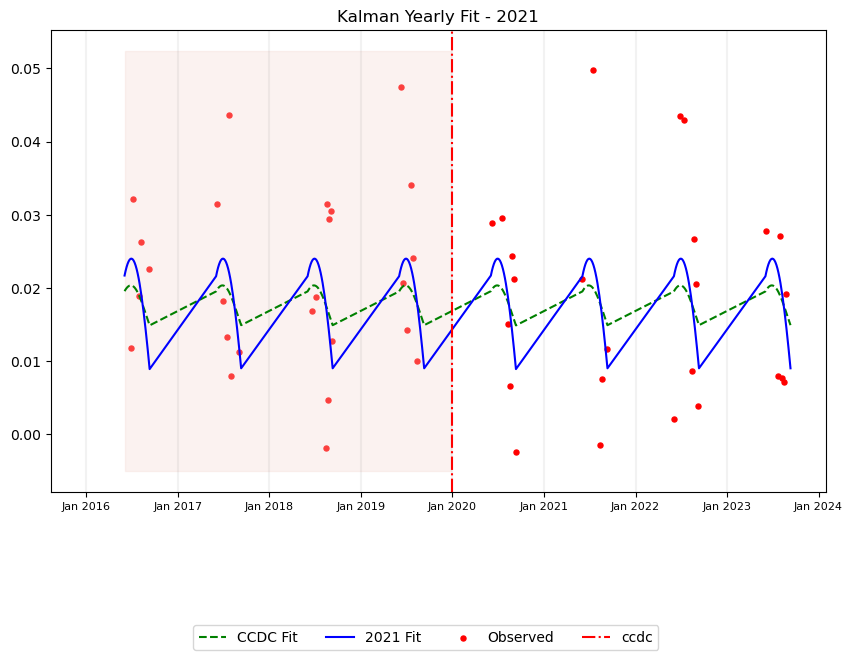 Kalman Yearly Fit - 2021
0.05
0.04
0.03
0.02
0.01
0.00
Jan 2016 Jan 2017 Jan 2018 Jan 2019 Jan 2020 Jan 2021 Jan 2022 Jan 2023 Jan 2024
CCDC Fit 2021 Fit Observed ccdc